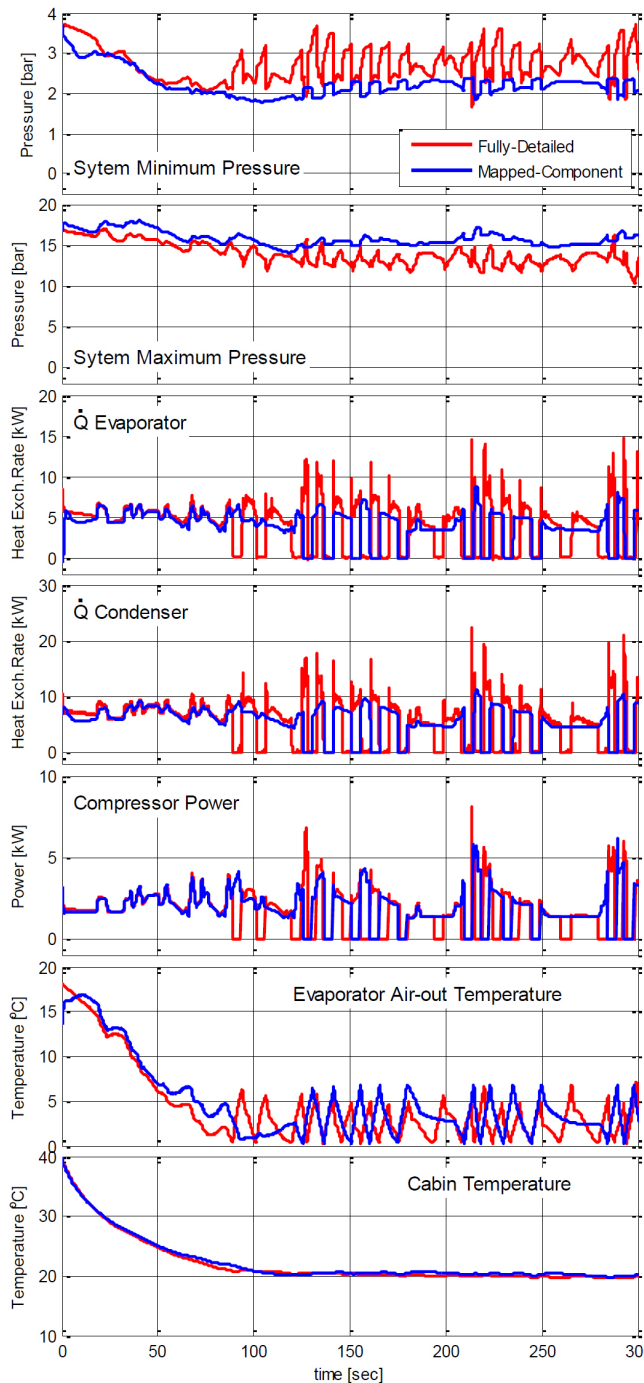 4
3
2
1
0
Pressure [bar]
Sytem Minimum Pressure
Fully-Detailed
Mapped-Component
20
15
10
5
0
Pressure [bar]
Sytem Maximum Pressure
20
15
10
5
0
Heat Exch.Rate [kW]
Q̇ Evaporator
30
20
10
0
Heat Exch.Rate [kW]
Q̇ Condenser
10
5
0
Power [kW]
Compressor Power
20
15
10
5
0
Temperature [ºC]
Evaporator Air-out Temperature
40
30
20
10
Temperature [ºC]
Cabin Temperature
0 50 100 150 200 250 300
time [sec]